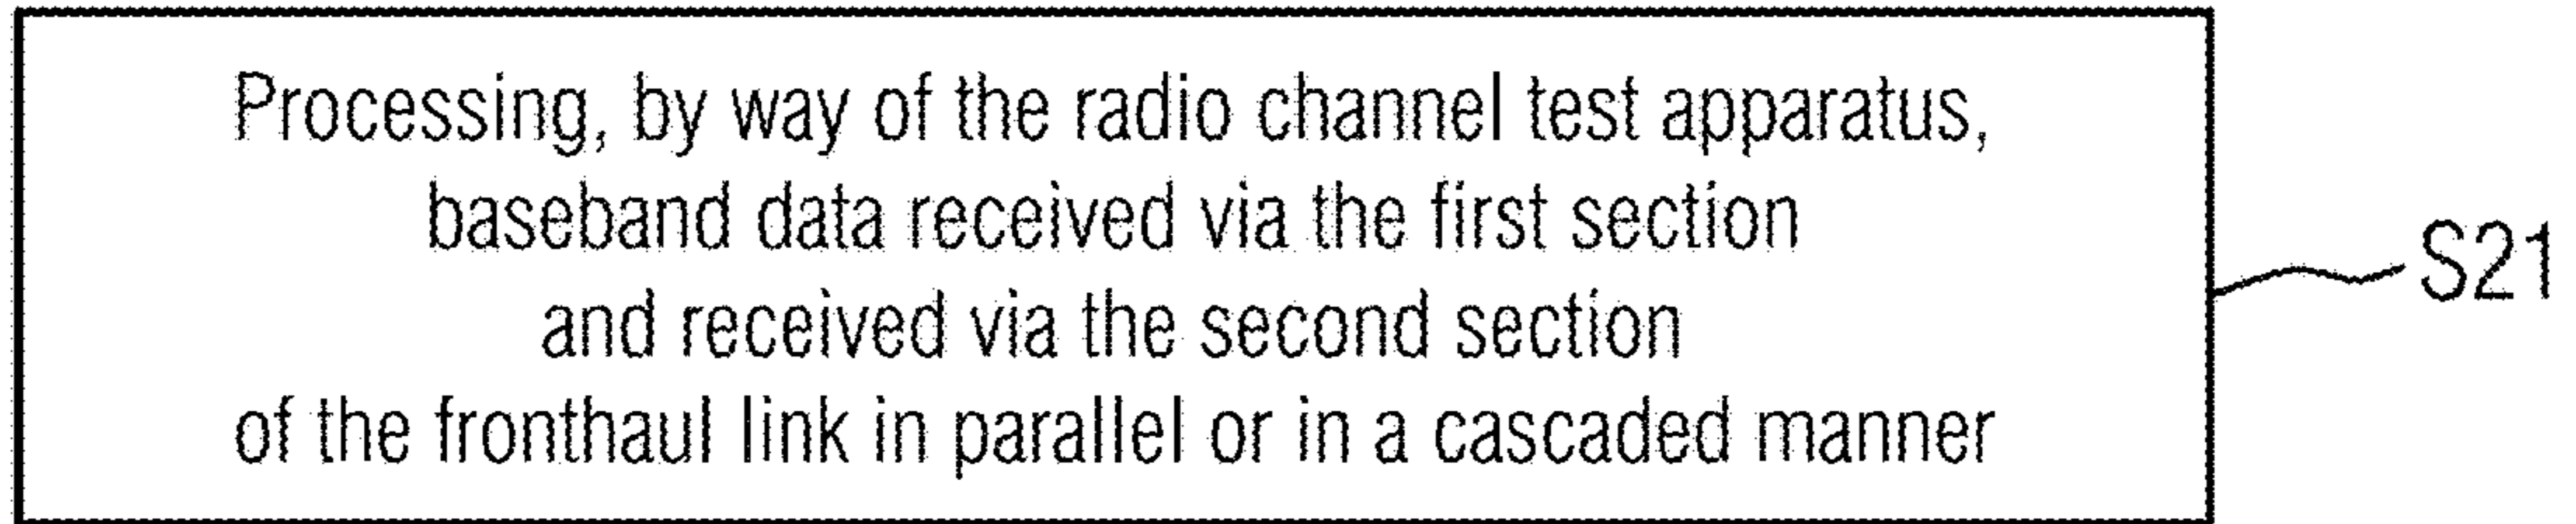 Processing, by way of the radio channel test apparatus,
baseband data received via the first section
and received via the second section
of the fronthaul link in parallel or in a cascaded manner
S21